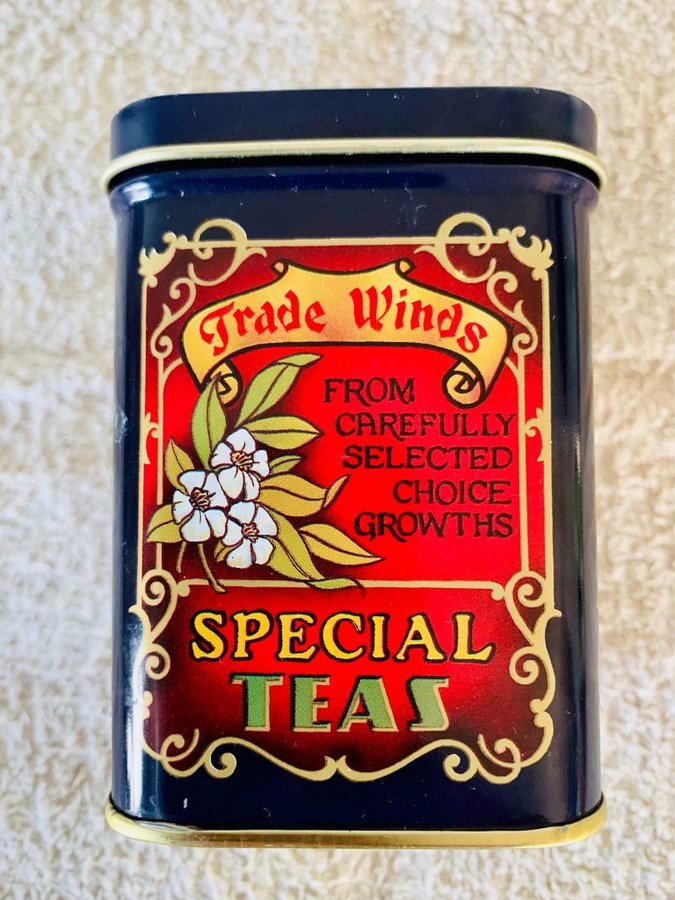 Trade Winds
FROM
CAREFULLY
SELECTED
CHOICE
GROWTHS
SPECIAL
TEAS